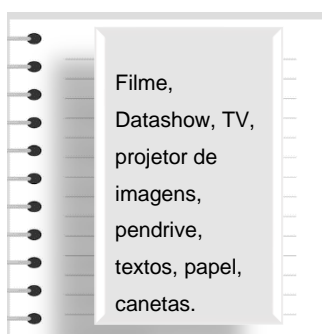 Filme,
Datashow, TV,
projetor de
imagens,
pendrive,
textos, papel,
canetas.